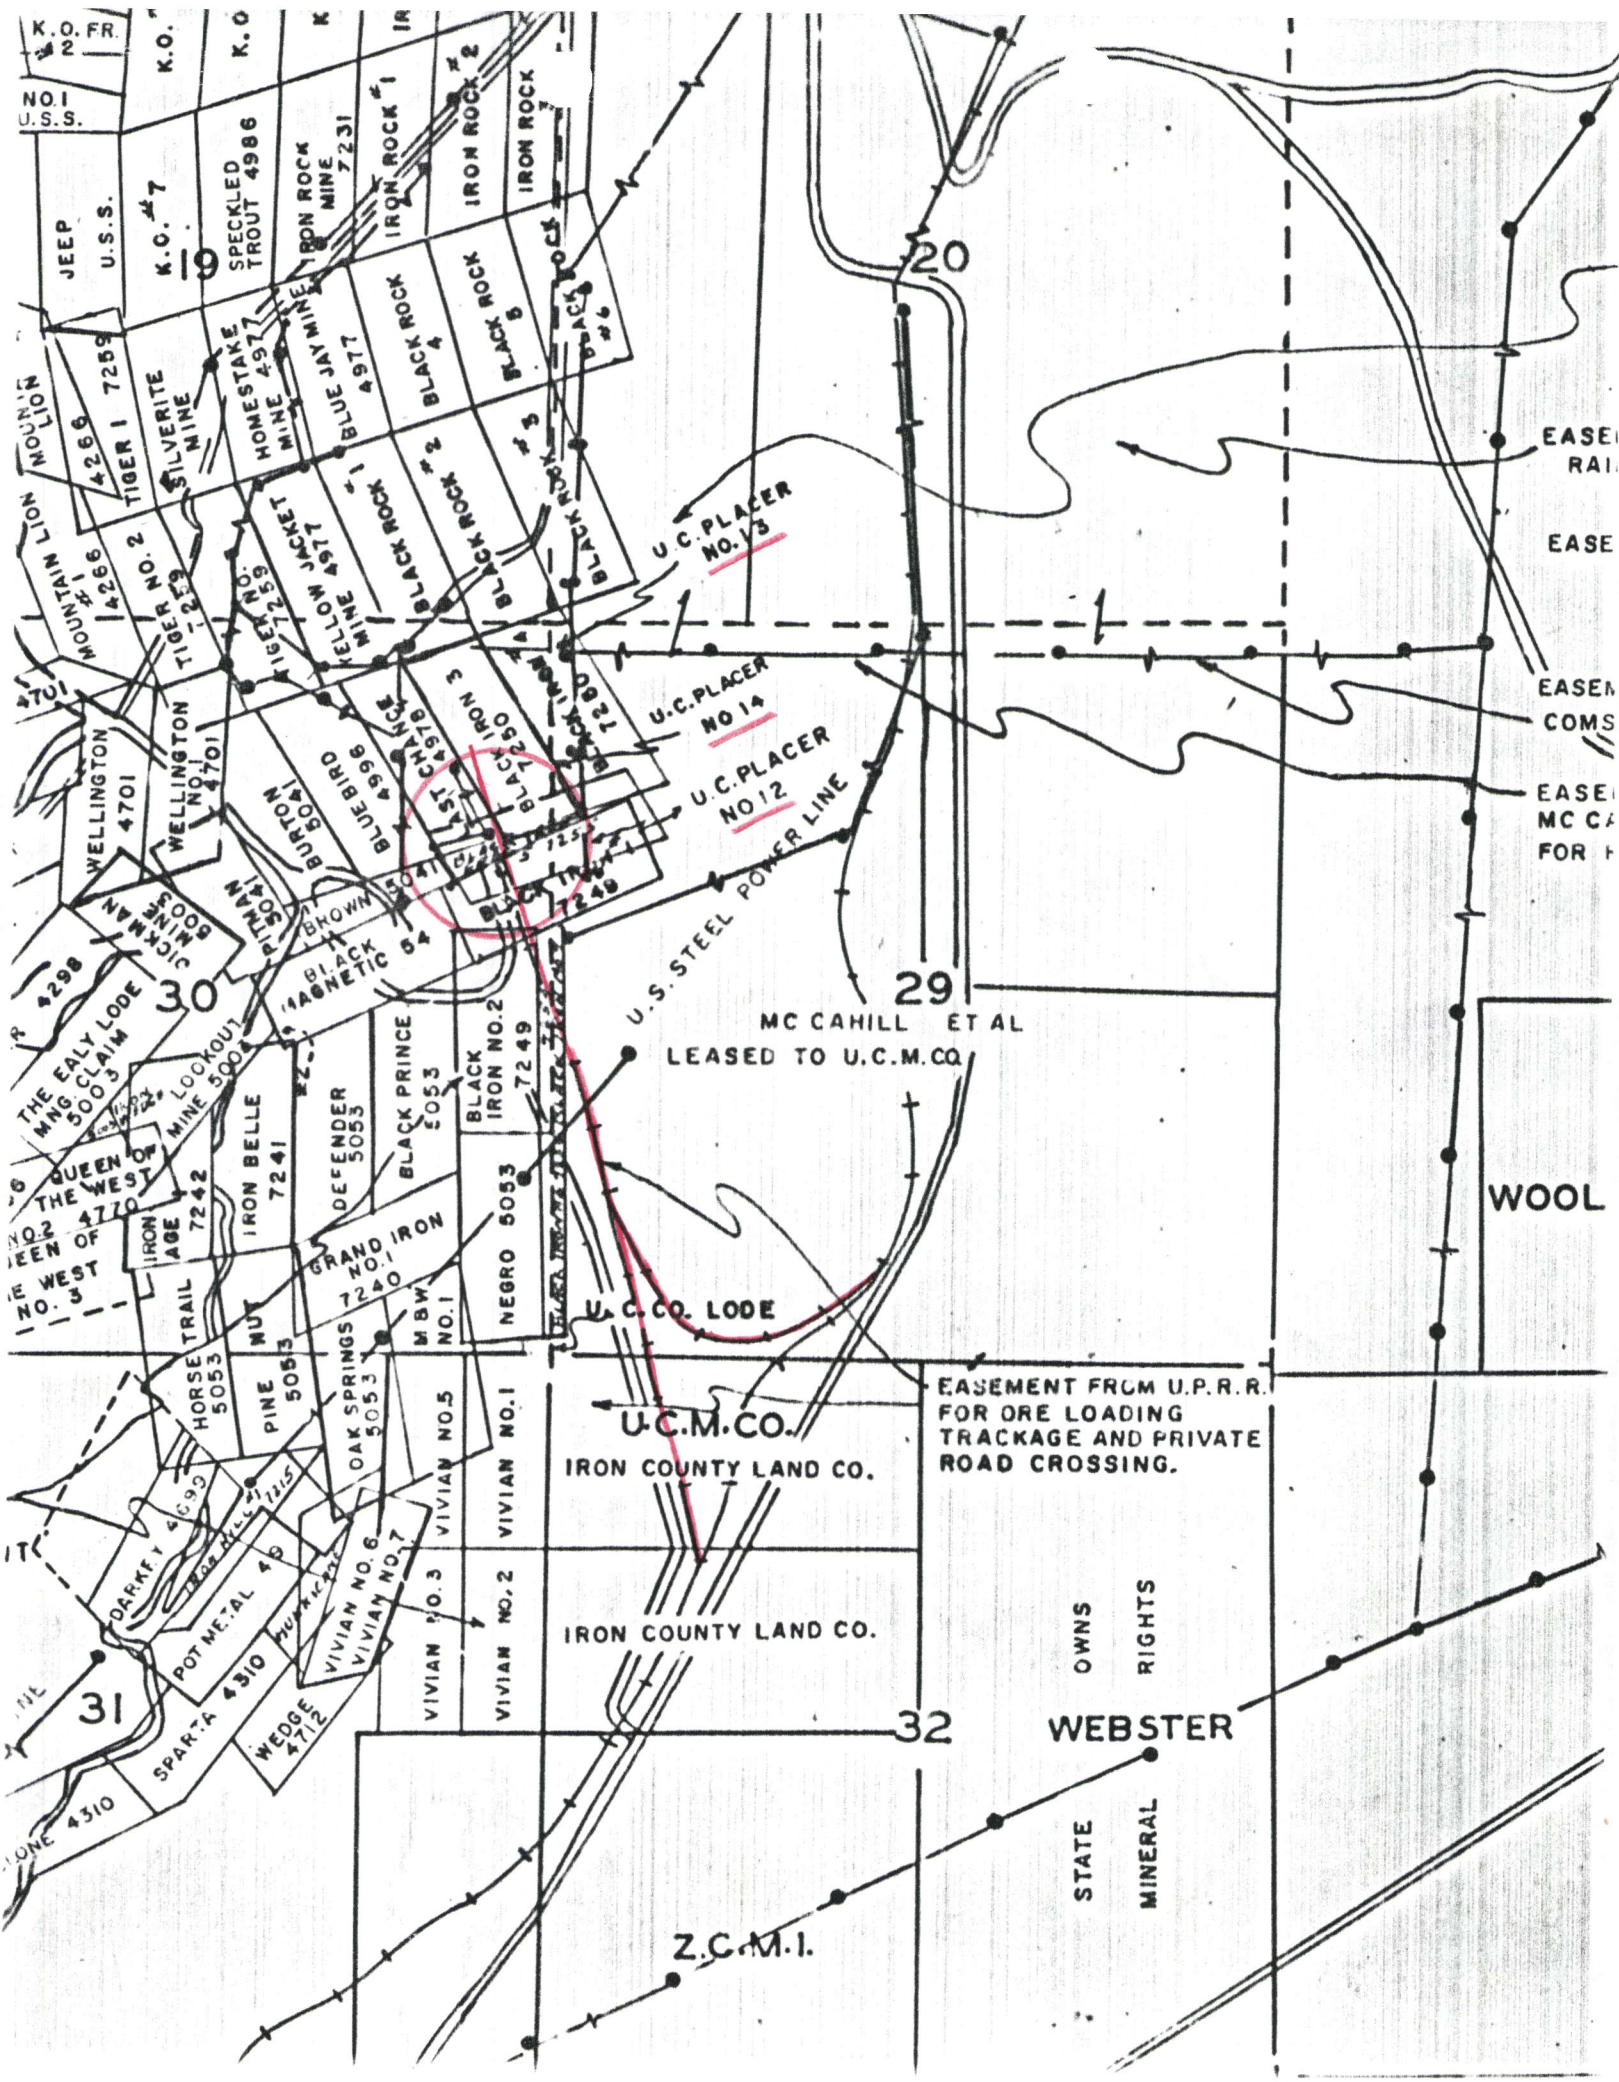 K.O. FR.
# 2
K.O.
K.O
K
NO.1
U.S.S.
JEEP
U.S.S.
K.C. #7
19
SPECKLED
TROUT 4986
IRON ROCK
MINE
7231
IRON ROCK #1
IRON ROCK #2
IRON ROCK
20
MOUNTAIN LION
4266
TIGER 1 7259
SILVERITE
MINE
HOMESTAKE
MINE 4977
BLUE JAY MINE
4977
BLACK ROCK
4
BLACK ROCK
5
BLACK ROCK
#6
MOUNTAIN LION
#1
4266
TIGER NO. 2
7259
TIGER NO.
7259
YELLOW JACKET
MINE 4977
BLACK ROCK #1
BLACK ROCK #2
BLACK ROCK #3
BLACK ROCK
U.C. PLACER
NO. 13
U.C. PLACER
NO 14
U.C. PLACER
NO 12
EASE
RAI
EASE
EASEM
COMS
EASE
MC CA
FOR
4701
WELLINGTON
4701
WELLINGTON
NO.1
4701
BURTON
5041
BLUEBIRD
4996
LAST CHANCE
4978
BLACK IRON 3
7250
BLACK IRON 4
7280
BLACK IRON
7249
JICKMAN
MINE
5003
PITMAN
5041
BROWN 5041
BLACK
MAGNETIC 54
U.S. STEEL POWER LINE
4298
30
THE EALY LODE
MNG. CLAIM
5003
LOOKOUT
MINE 5003
29
MC CAHILL ET AL
LEASED TO U.C.M.CO.
QUEEN OF
THE WEST
NO.2 4770
QUEEN OF
THE WEST
NO. 3
IRON
AGE 7242
IRON BELLE
7241
DEFENDER
5053
BLACK PRINCE
5053
BLACK
IRON NO.2
7249
NEGRO 5053
WOOL
GRAND IRON
NO.1
7240
M B W
NO.1
U.C. CO. LODE
HORSE TRAIL
5053
PINE NUT
5053
OAK SPRINGS
5053
VIVIAN NO.5
VIVIAN NO.1
U.C.M.CO.
IRON COUNTY LAND CO.
EASEMENT FROM U.P.R.R.
FOR ORE LOADING
TRACKAGE AND PRIVATE
ROAD CROSSING.
DARKEY 4699
IRON HILL #1 7215
POT METAL
HURRICANE
VIVIAN NO.6
VIVIAN NO.7
VIVIAN NO.3
VIVIAN NO.2
IRON COUNTY LAND CO.
31
SPARTA 4310
WEDGE
4712
4310
32
WEBSTER
STATE OWNS
MINERAL RIGHTS
Z.C.M.I.